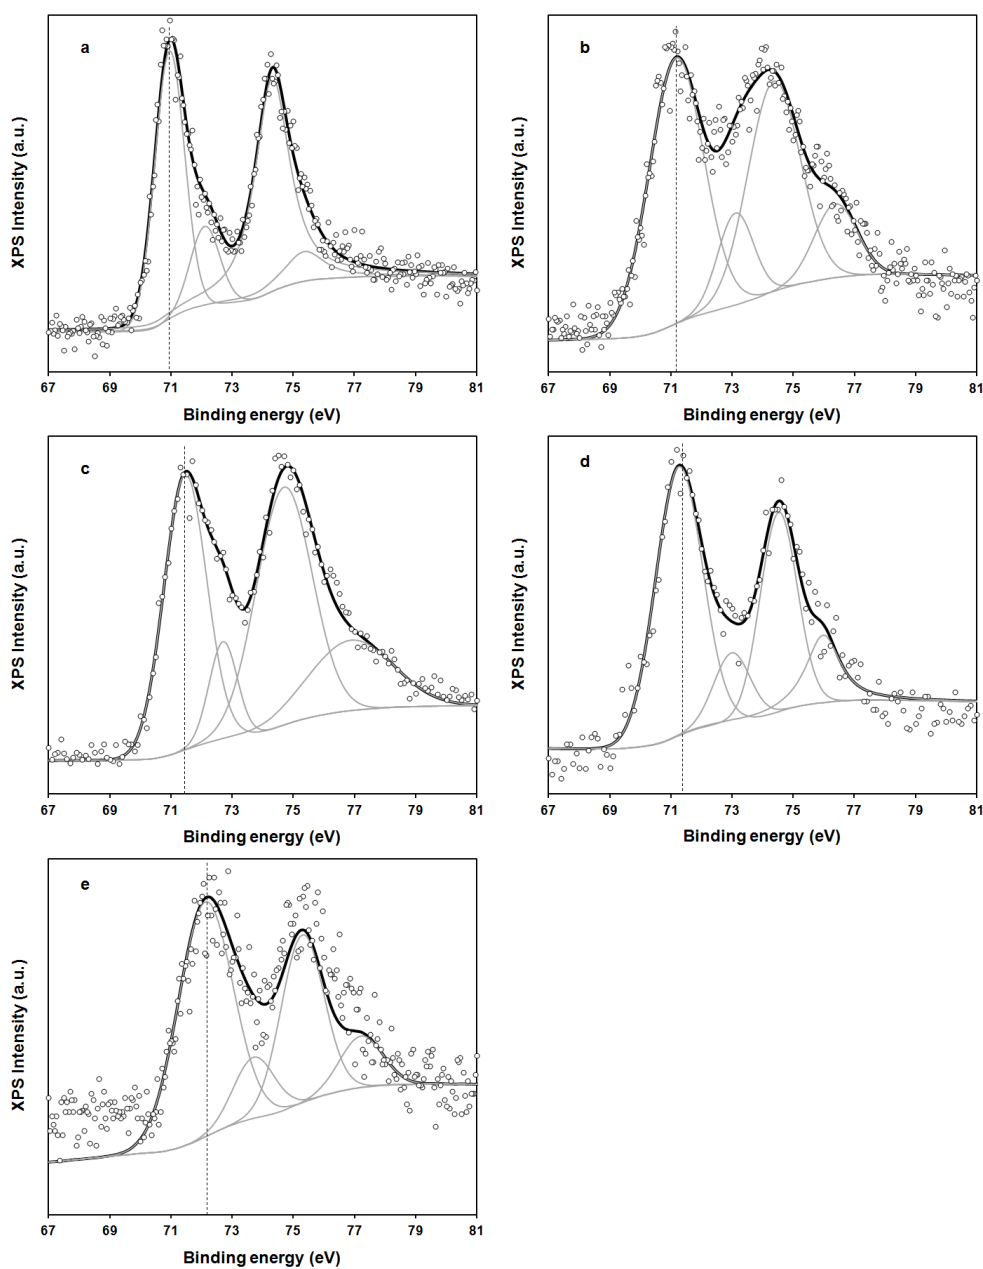 a
XPS Intensity (a.u.)
67 69 71 73 75 77 79 81
Binding energy (eV)
b
XPS Intensity (a.u.)
67 69 71 73 75 77 79 81
Binding energy (eV)
c
XPS Intensity (a.u.)
67 69 71 73 75 77 79 81
Binding energy (eV)
d
XPS Intensity (a.u.)
67 69 71 73 75 77 79 81
Binding energy (eV)
e
XPS Intensity (a.u.)
67 69 71 73 75 77 79 81
Binding energy (eV)